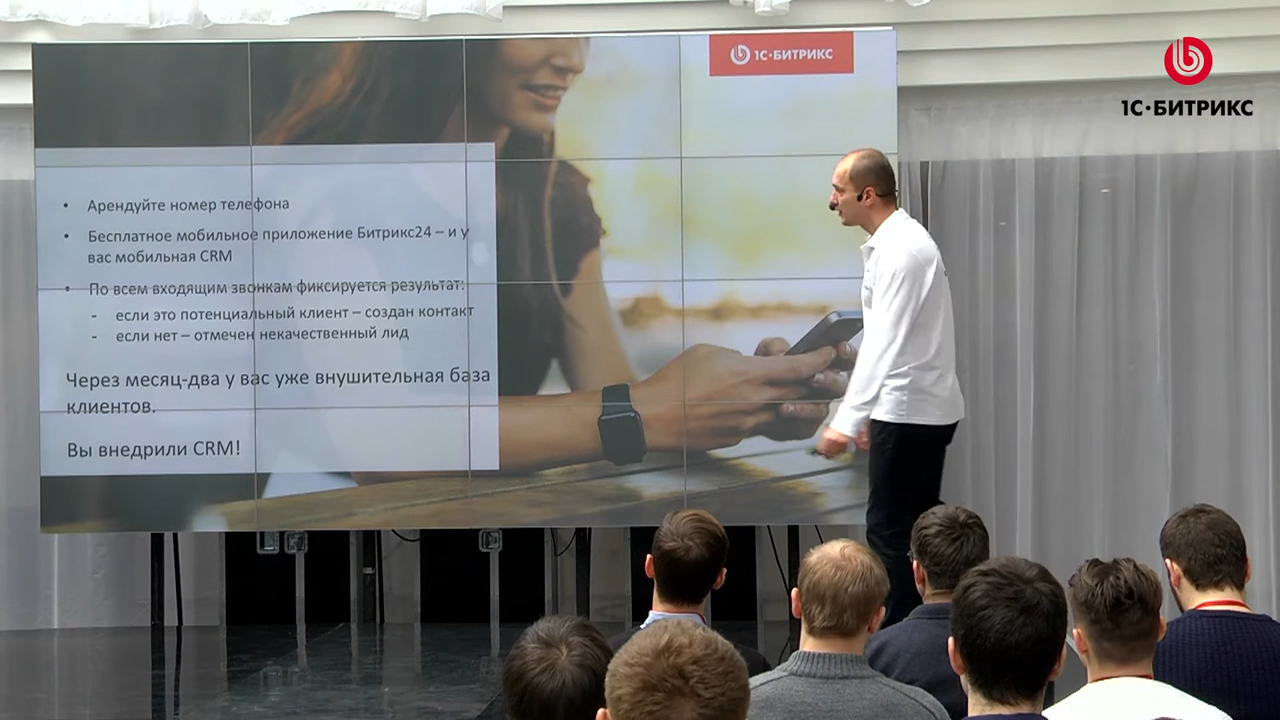 1С·БИТРИКС
1С·БИТРИКС
• Арендуйте номер телефона
• Бесплатное мобильное приложение Битрикс24 – и у
вас мобильная CRM
• По всем входящим звонкам фиксируется результат:
- если это потенциальный клиент – создан контакт
- если нет – отмечен некачественный лид
Через месяц-два у вас уже внушительная база
клиентов.
Вы внедрили CRM!